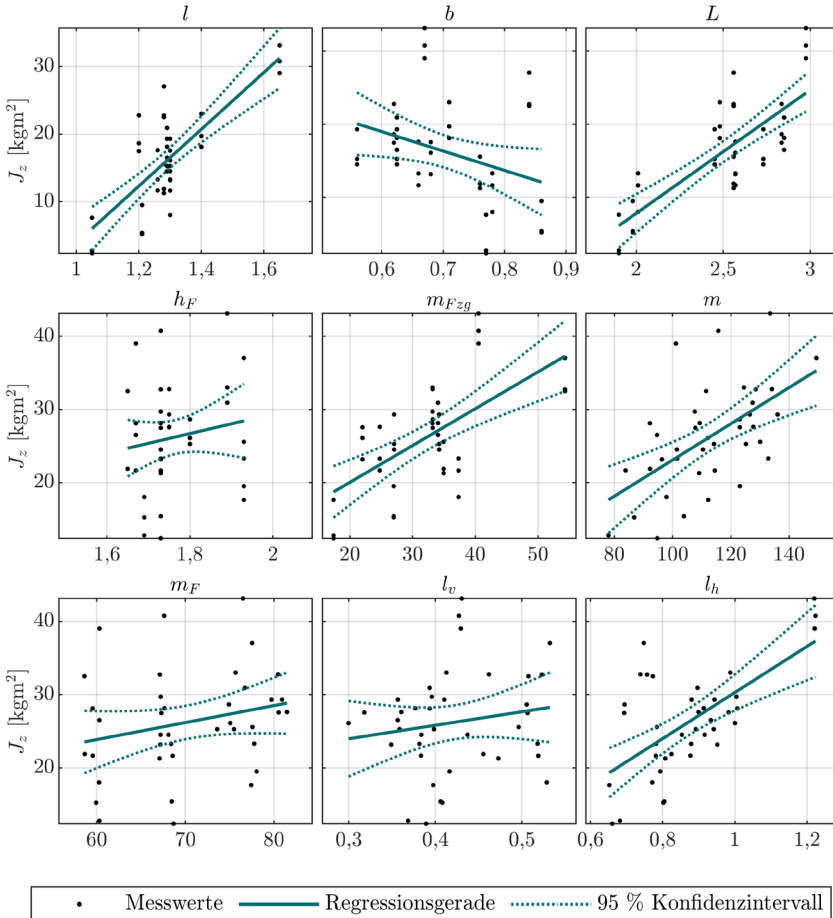 l b L
30
20
10
J_z [kgm²]
1 1,2 1,4 1,6 0,6 0,7 0,8 0,9 2 2,5 3
h_F m_{Fzg} m
40
30
20
J_z [kgm²]
1,6 1,8 2 20 30 40 50 80 100 120 140
m_F l_v l_h
40
30
20
J_z [kgm²]
60 70 80 0,3 0,4 0,5 0,6 0,8 1 1,2
Messwerte Regressionsgerade 95 % Konfidenzintervall